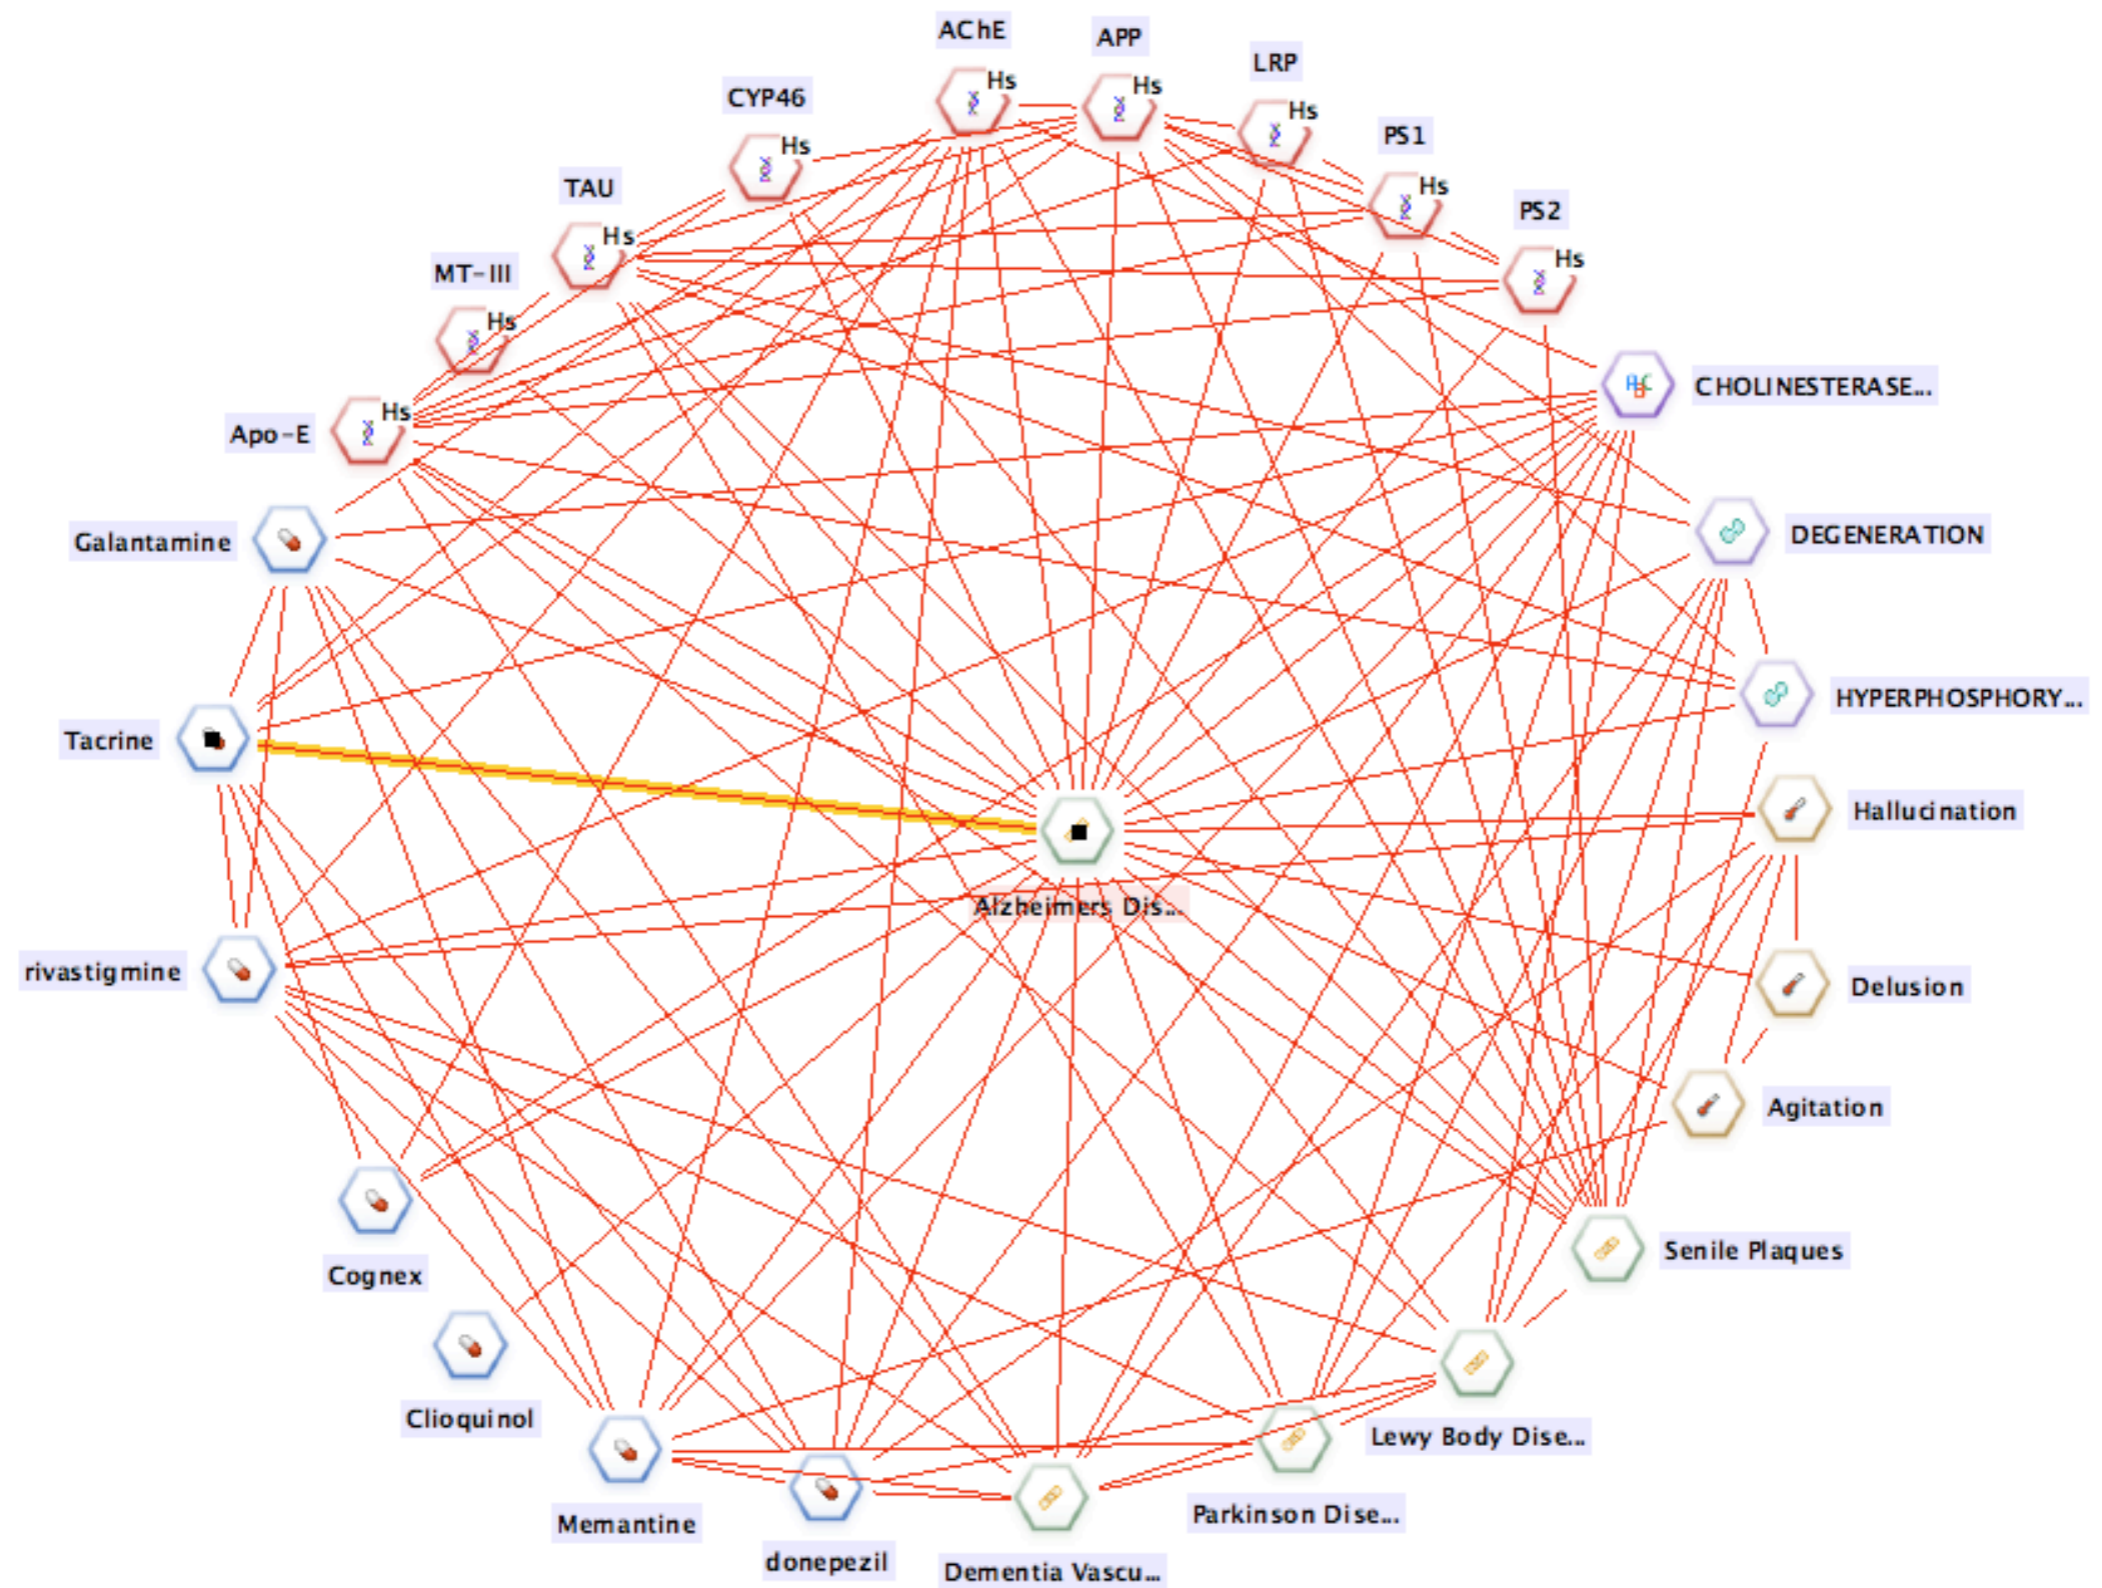 AChE
Hs
APP
Hs
LRP
Hs
CYP46
Hs
PS1
Hs
TAU
Hs
PS2
Hs
MT-III
Hs
CHOLINESTERASE...
Apo-E
Hs
DEGENERATION
Galantamine
HYPERPHOSPHORY...
Tacrine
Hallucination
Alzheimers Dis...
rivastigmine
Delusion
Agitation
Senile Plaques
Cognex
Clioquinol
Lewy Body Dise...
Memantine
Parkinson Dise...
donepezil
Dementia Vascu...